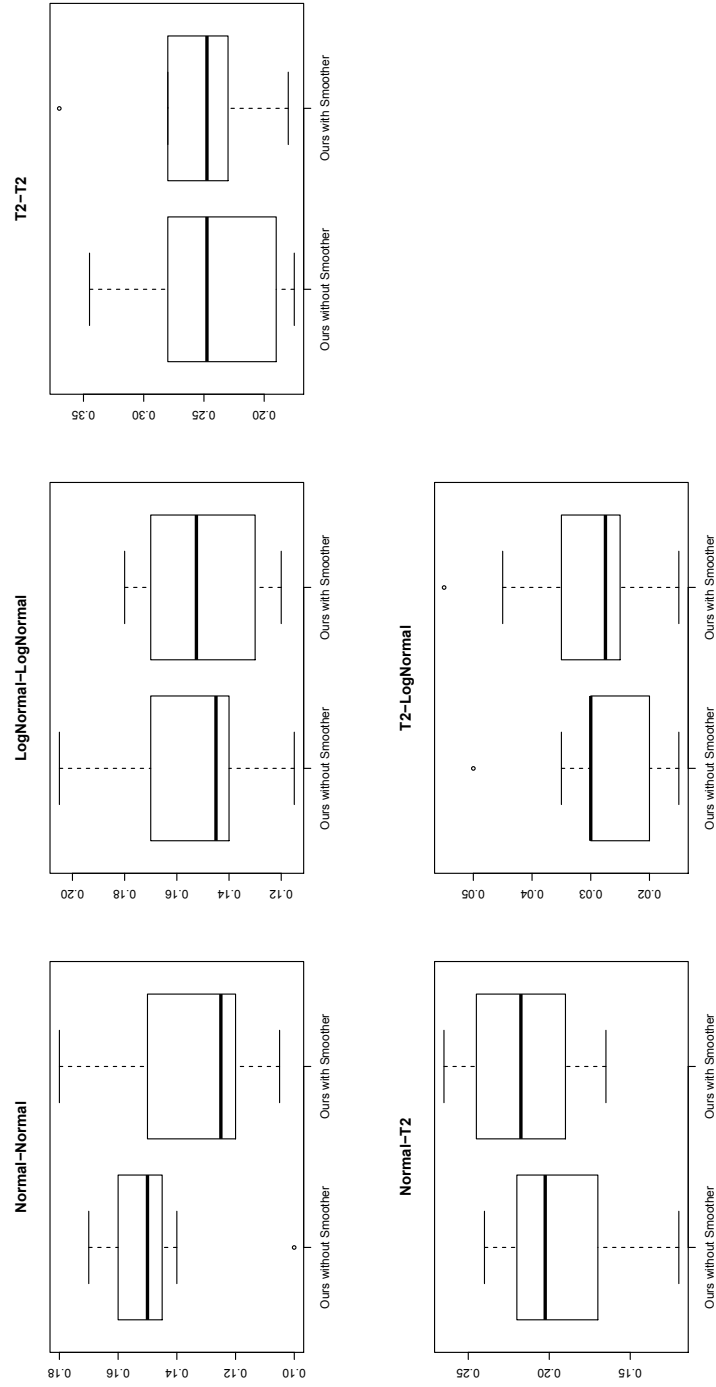 Normal−Normal
0.18
0.16
0.14
0.12
0.10
Ours without Smoother
Ours with Smoother
LogNormal−LogNormal
0.20
0.18
0.16
0.14
0.12
Ours without Smoother
Ours with Smoother
T2−T2
0.35
0.30
0.25
0.20
Ours without Smoother
Ours with Smoother
Normal−T2
0.25
0.20
0.15
Ours without Smoother
Ours with Smoother
T2−LogNormal
0.05
0.04
0.03
0.02
Ours without Smoother
Ours with Smoother